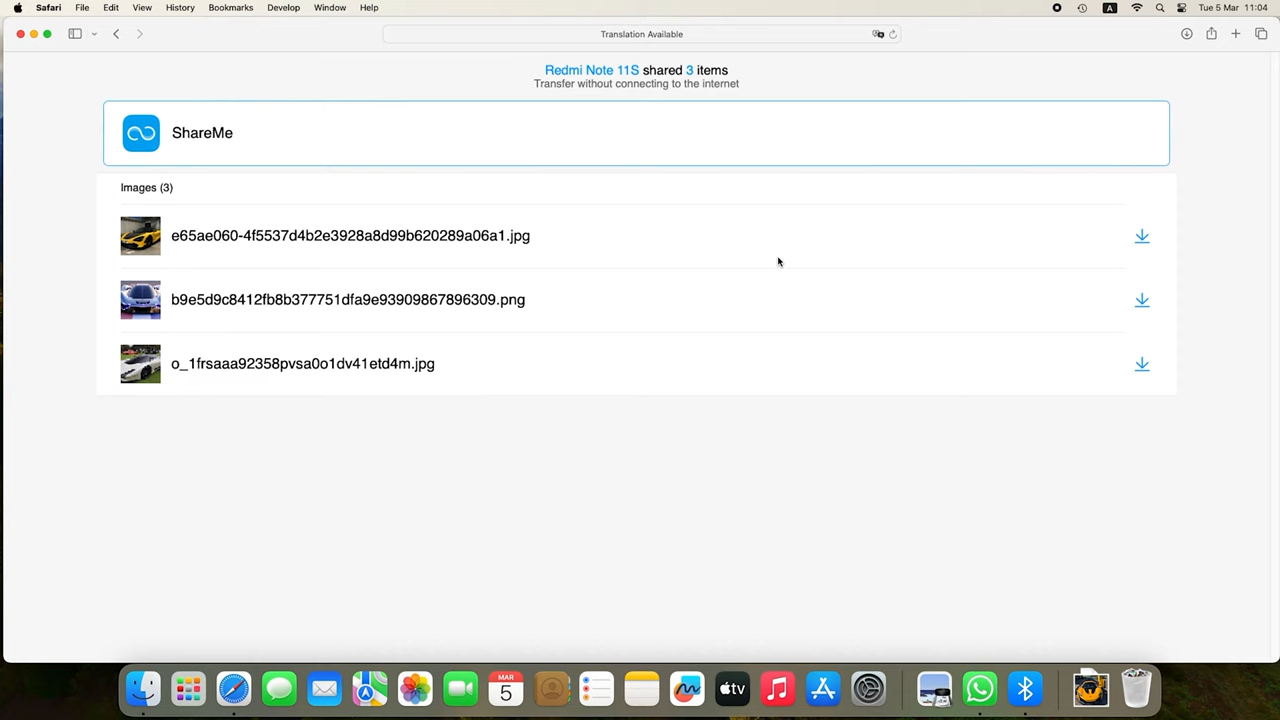 Safari File Edit View History Bookmarks Develop Window Help A Tue 5 Mar 11:04
Translation Available
Redmi Note 11S shared 3 items
Transfer without connecting to the internet
ShareMe
Images (3)
e65ae060-4f5537d4b2e3928a8d99b620289a06a1.jpg
b9e5d9c8412fb8b377751dfa9e93909867896309.png
o_1frsaaa92358pvsa0o1dv41etd4m.jpg
MAR
5
tv